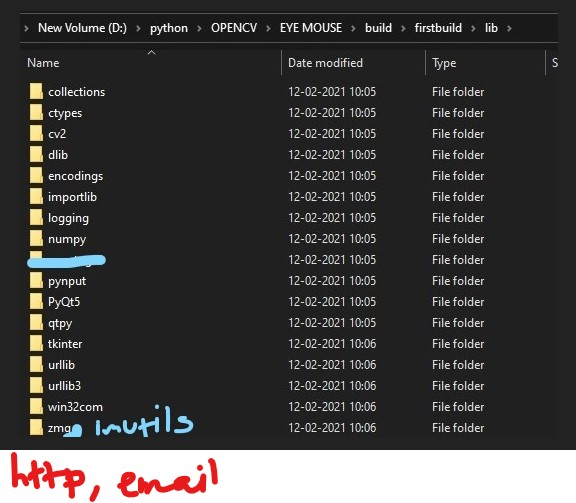 > New Volume (D:) > python > OPENCV > EYE MOUSE > build > firstbuild > lib >
Name Date modified Type S
collections 12-02-2021 10:05 File folder
ctypes 12-02-2021 10:05 File folder
cv2 12-02-2021 10:05 File folder
dlib 12-02-2021 10:05 File folder
encodings 12-02-2021 10:05 File folder
importlib 12-02-2021 10:05 File folder
logging 12-02-2021 10:05 File folder
numpy 12-02-2021 10:05 File folder
12-02-2021 10:05 File folder
pynput 12-02-2021 10:05 File folder
PyQt5 12-02-2021 10:05 File folder
qtpy 12-02-2021 10:05 File folder
tkinter 12-02-2021 10:06 File folder
urllib 12-02-2021 10:06 File folder
urllib3 12-02-2021 10:06 File folder
win32com 12-02-2021 10:06 File folder
zmq imutils 12-02-2021 10:06 File folder
http, email